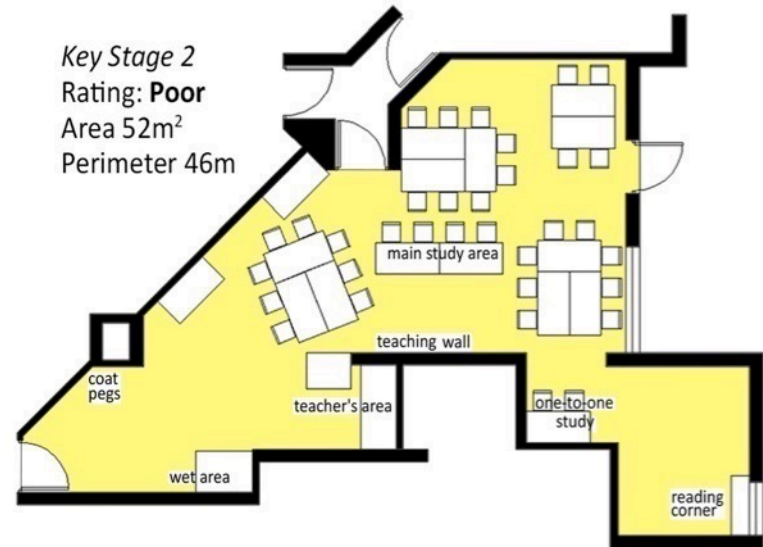 Key Stage 2
Rating: Poor
Area 52m²
Perimeter 46m
main study area
teaching wall
coat
pegs
teacher's area
one-to-one
study
wet area
reading
corner